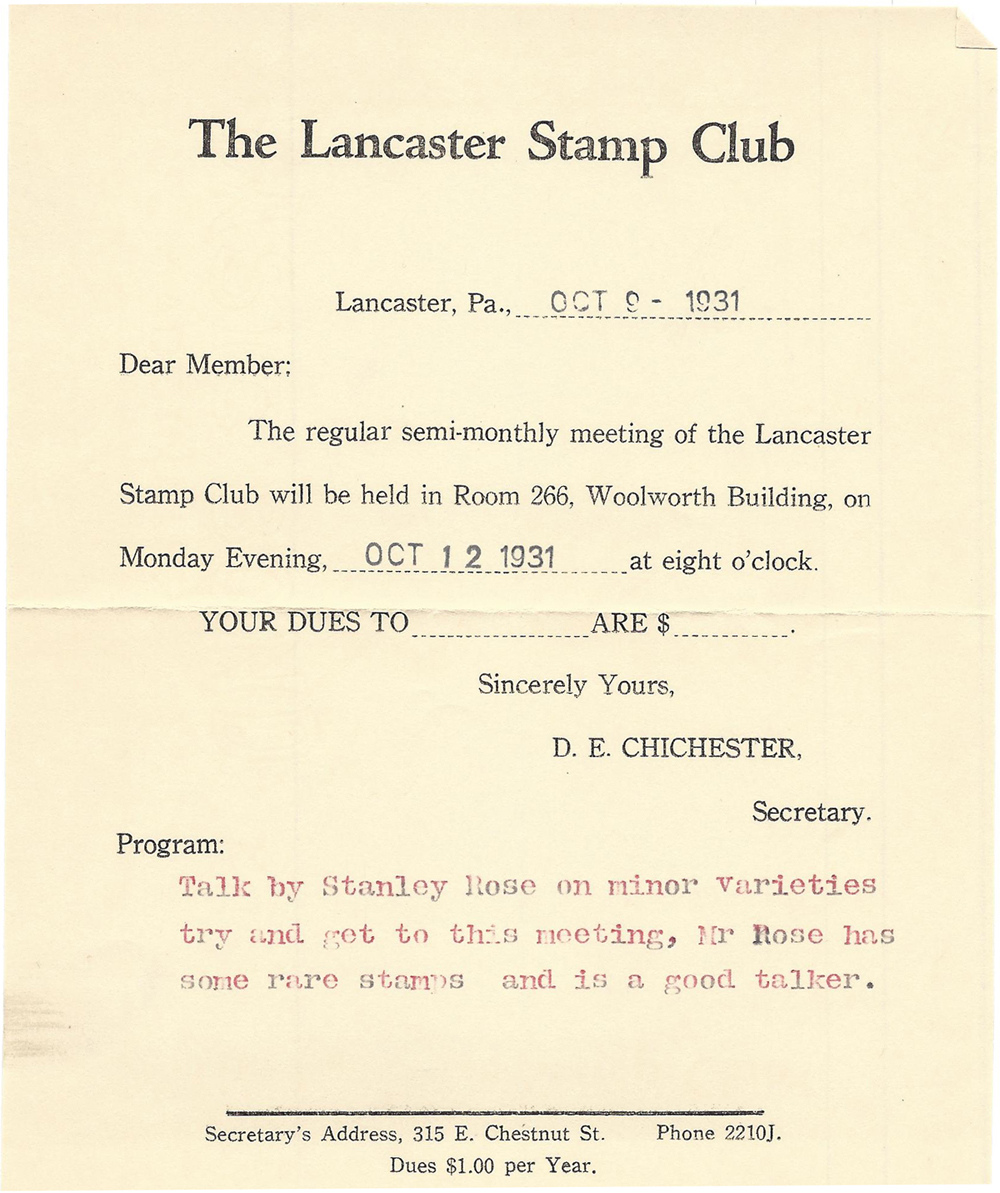 The Lancaster Stamp Club
Lancaster, Pa., OCT 9 - 1931
Dear Member:
The regular semi-monthly meeting of the Lancaster
Stamp Club will be held in Room 266, Woolworth Building, on
Monday Evening, OCT 12 1931 at eight o'clock.
YOUR DUES TO ARE $ .
Sincerely Yours,
D. E. CHICHESTER,
Secretary.
Program:
Talk by Stanley Rose on minor varieties
try and get to this meeting, Mr Rose has
some rare stamps and is a good talker.
Secretary's Address, 315 E. Chestnut St. Phone 2210J.
Dues $1.00 per Year.